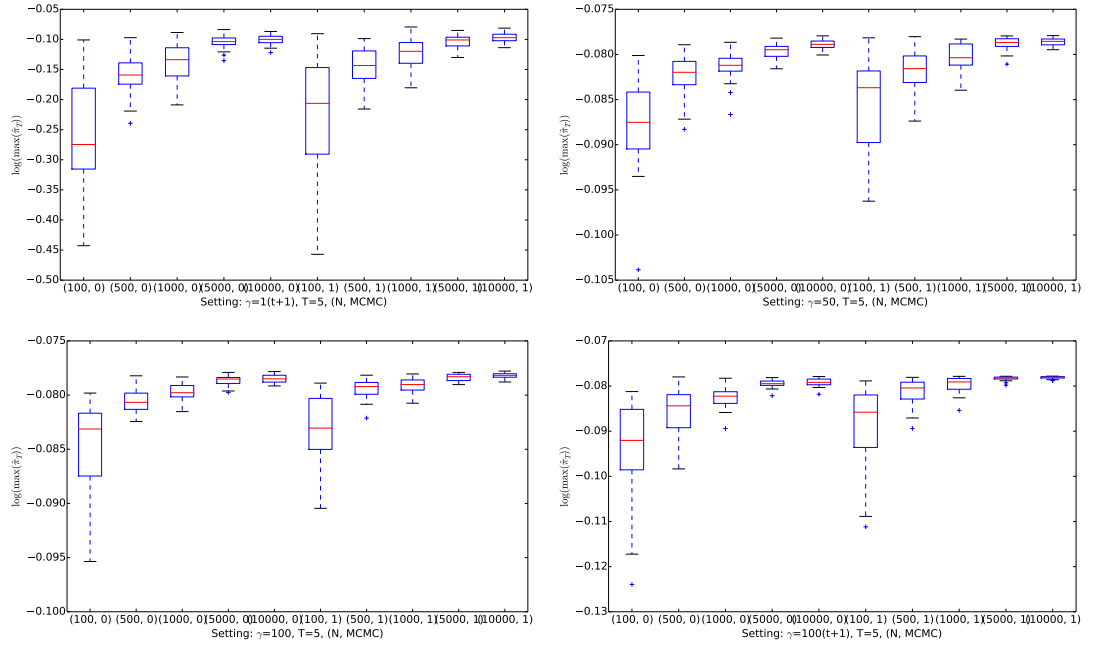 −0.05
−0.10
−0.15
−0.20
−0.25
−0.30
−0.35
−0.40
−0.45
−0.50
log(max(π̂_T))
(100, 0) (500, 0) (1000, 0) (5000, 0) (10000, 0) (100, 1) (500, 1) (1000, 1) (5000, 1) (10000, 1)
Setting: γ=1(t+1), T=5, (N, MCMC)
−0.075
−0.080
−0.085
−0.090
−0.095
−0.100
−0.105
log(max(π̂_T))
(100, 0) (500, 0) (1000, 0) (5000, 0) (10000, 0) (100, 1) (500, 1) (1000, 1) (5000, 1) (10000, 1)
Setting: γ=50, T=5, (N, MCMC)
−0.075
−0.080
−0.085
−0.090
−0.095
−0.100
log(max(π̂_T))
(100, 0) (500, 0) (1000, 0) (5000, 0) (10000, 0) (100, 1) (500, 1) (1000, 1) (5000, 1) (10000, 1)
Setting: γ=100, T=5, (N, MCMC)
−0.07
−0.08
−0.09
−0.10
−0.11
−0.12
−0.13
log(max(π̂_T))
(100, 0) (500, 0) (1000, 0) (5000, 0) (10000, 0) (100, 1) (500, 1) (1000, 1) (5000, 1) (10000, 1)
Setting: γ=100(t+1), T=5, (N, MCMC)